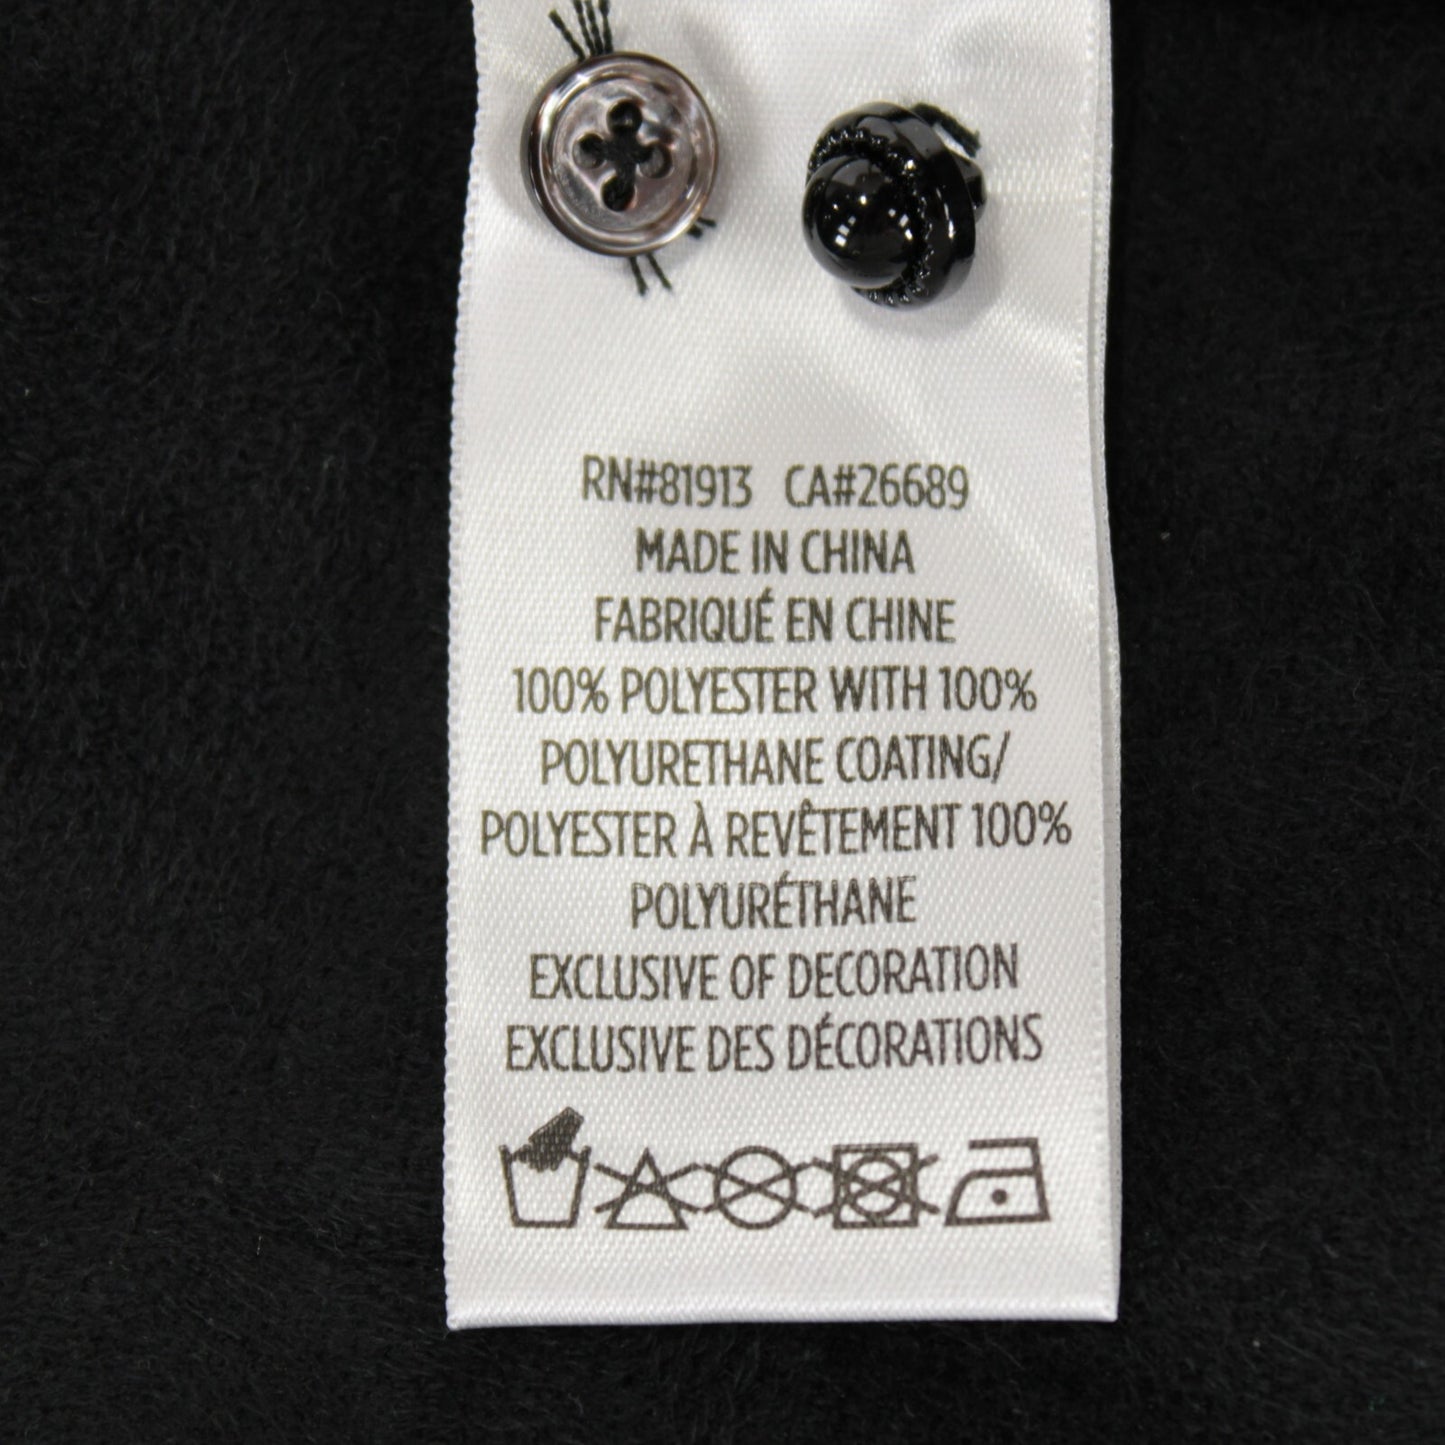 RN#81913 CA#26689
MADE IN CHINA
FABRIQUÉ EN CHINE
100% POLYESTER WITH 100%
POLYURETHANE COATING/
POLYESTER À REVÊTEMENT 100%
POLYURÉTHANE
EXCLUSIVE OF DECORATION
EXCLUSIVE DES DÉCORATIONS